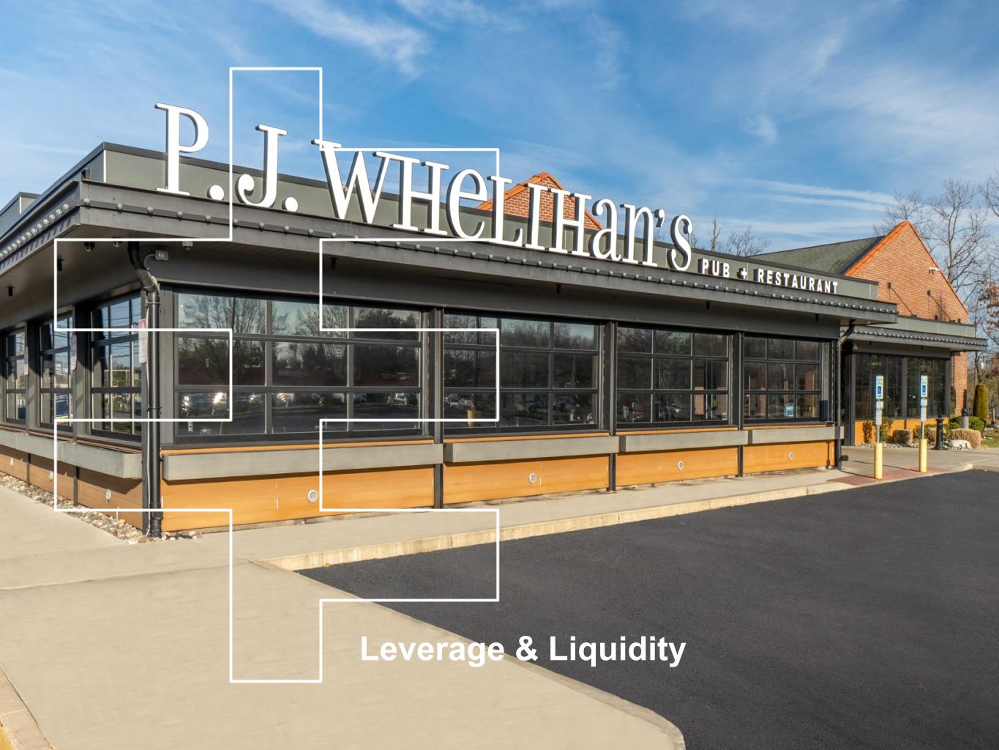 P.J. WHELIHAN'S PUB + RESTAURANT
Leverage & Liquidity